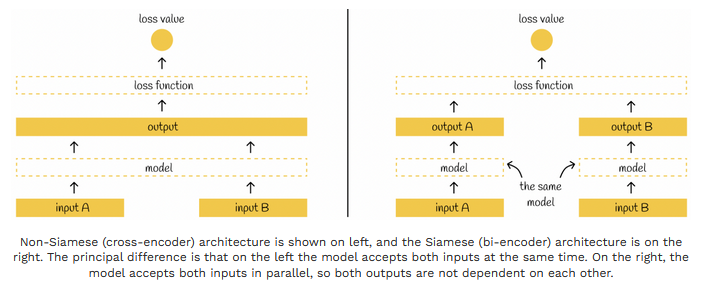 loss value
loss function
output
model
input A
input B
loss value
loss function
output A
output B
model
model
the same
model
input A
input B
Non-Siamese (cross-encoder) architecture is shown on left, and the Siamese (bi-encoder) architecture is on the
right. The principal difference is that on the left the model accepts both inputs at the same time. On the right, the
model accepts both inputs in parallel, so both outputs are not dependent on each other.